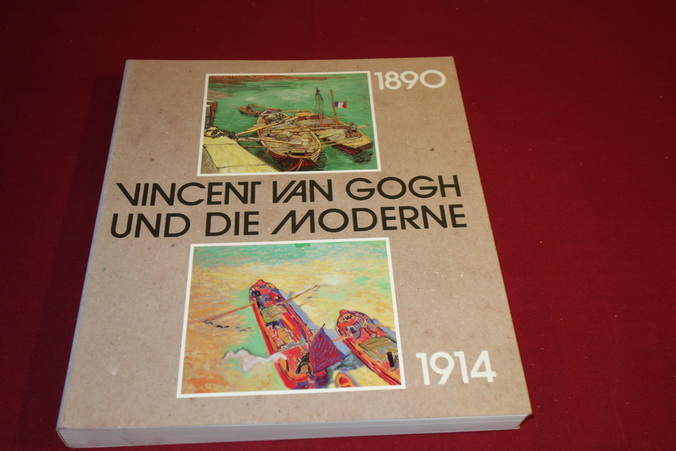 1890
VINCENT VAN GOGH
UND DIE MODERNE
1914